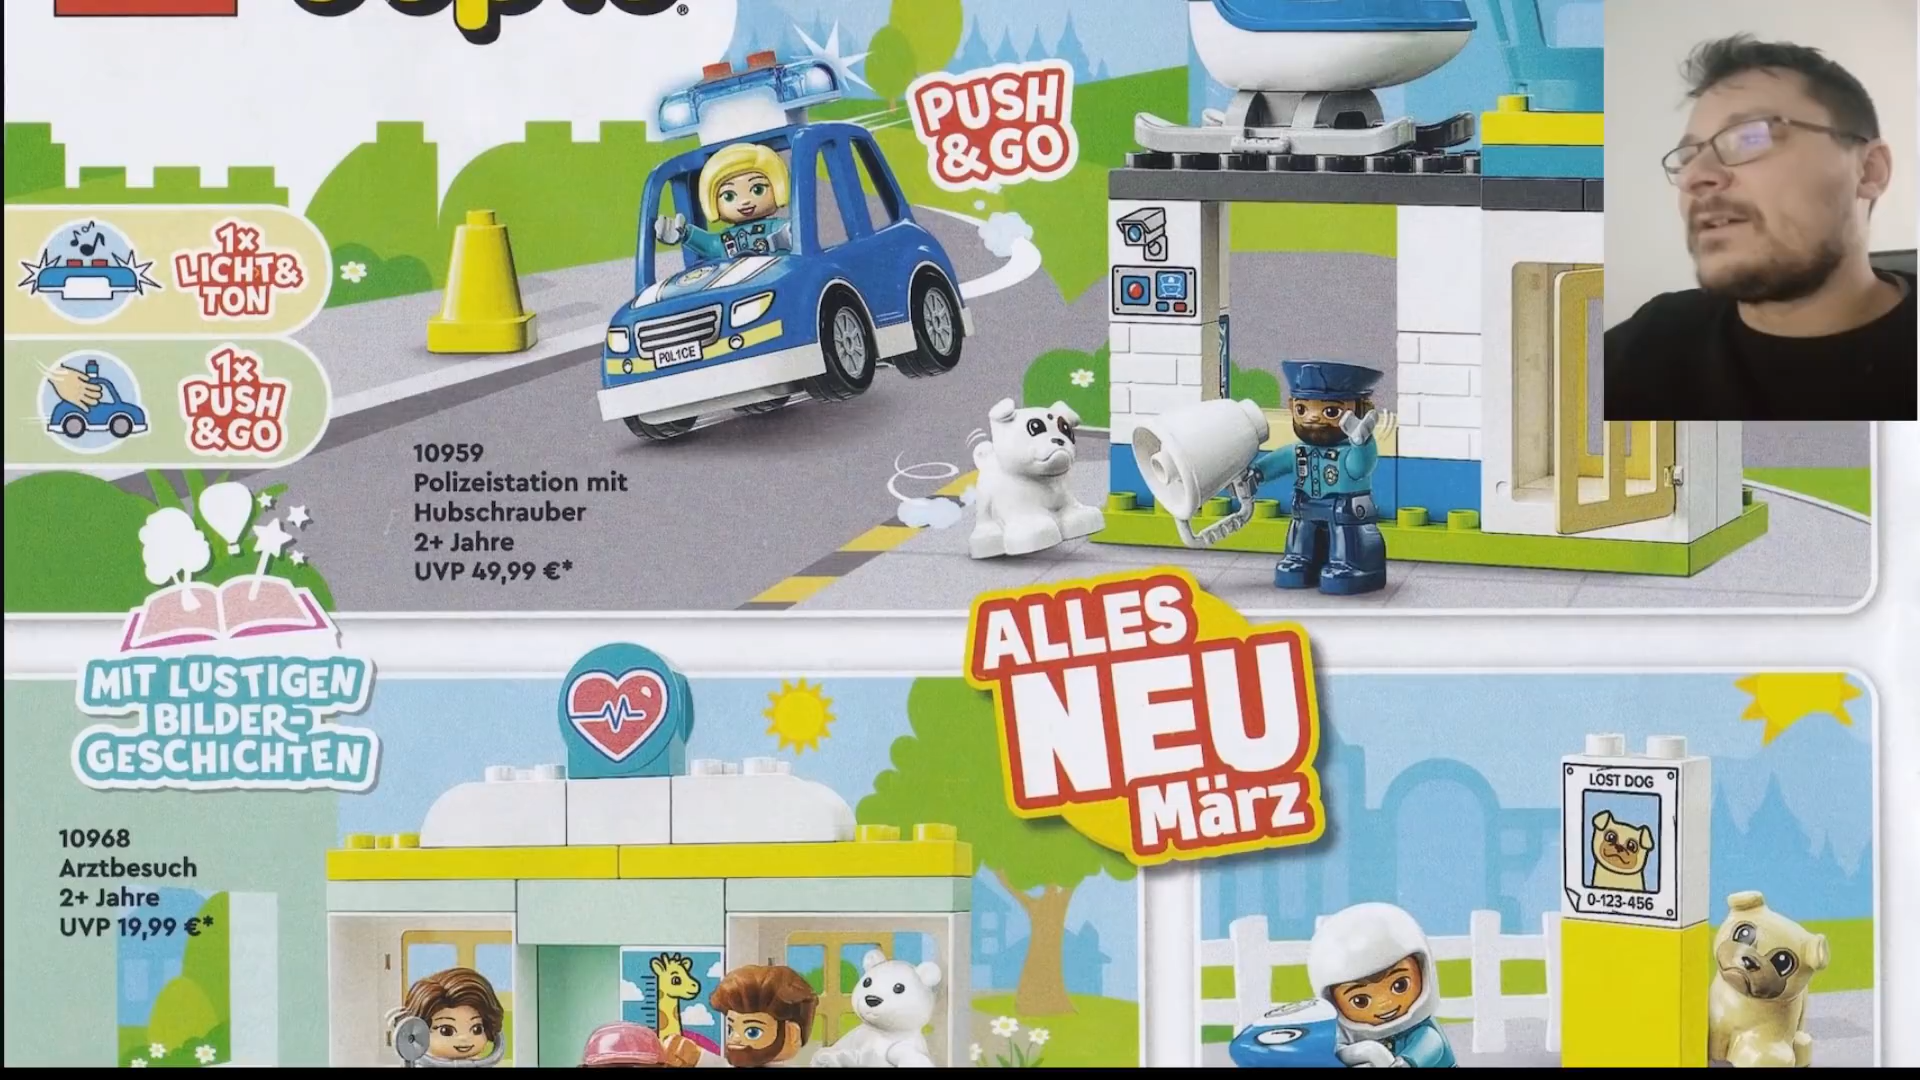 PUSH
&GO
1x
LICHT&
TON
1x
PUSH
&GO
POL1CE
10959
Polizeistation mit
Hubschrauber
2+ Jahre
UVP 49,99 €*
MIT LUSTIGEN
BILDER-
GESCHICHTEN
ALLES
NEU
März
10968
Arztbesuch
2+ Jahre
UVP 19,99 €*
LOST DOG
0-123-456